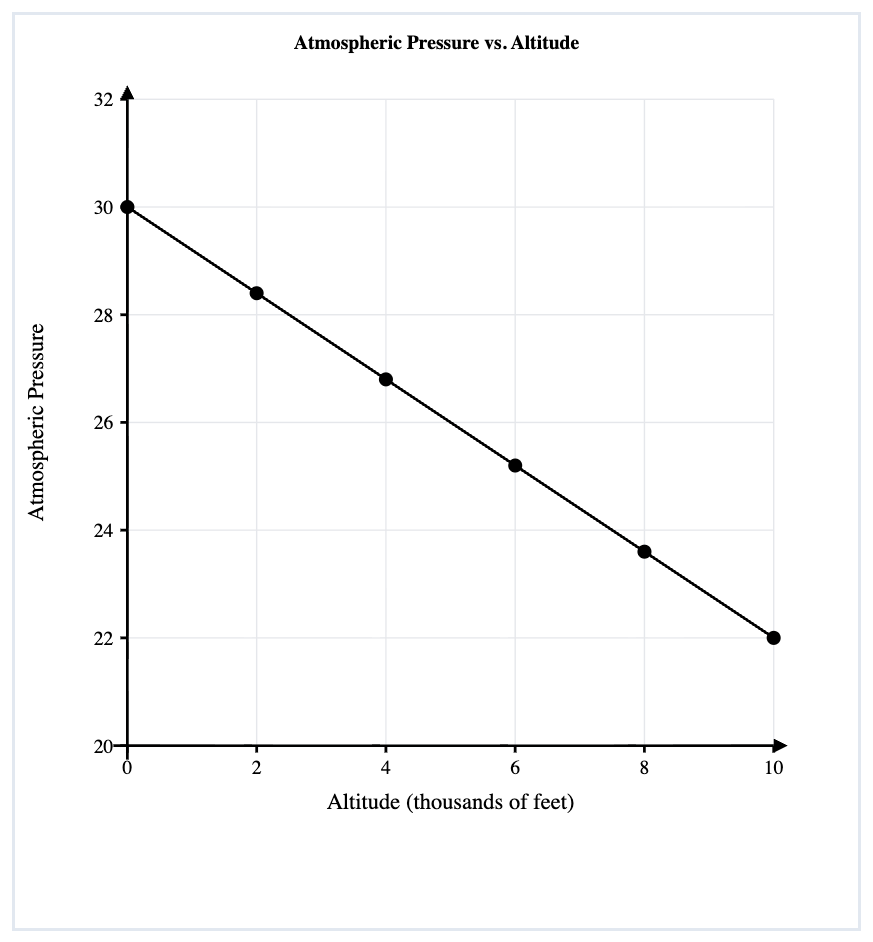 Atmospheric Pressure vs. Altitude
32
30
28
26
24
22
20
Atmospheric Pressure
0 2 4 6 8 10
Altitude (thousands of feet)